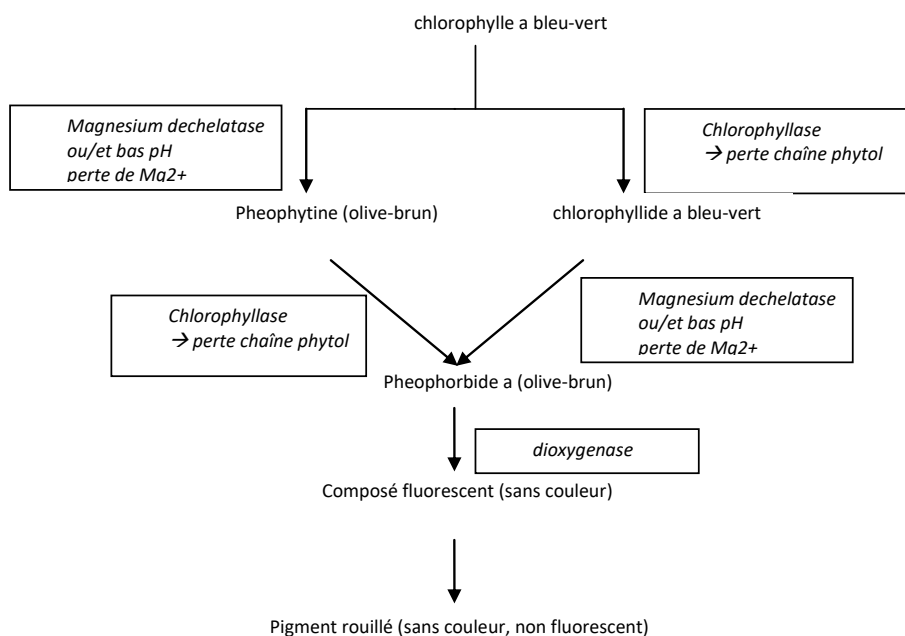 chlorophylle a bleu-vert
Magnesium dechelatase
ou/et bas pH
perte de Mg2+
Chlorophyllase
→ perte chaîne phytol
Pheophytine (olive-brun)
chlorophyllide a bleu-vert
Chlorophyllase
→ perte chaîne phytol
Magnesium dechelatase
ou/et bas pH
perte de Mg2+
Pheophorbide a (olive-brun)
dioxygenase
Composé fluorescent (sans couleur)
Pigment rouillé (sans couleur, non fluorescent)